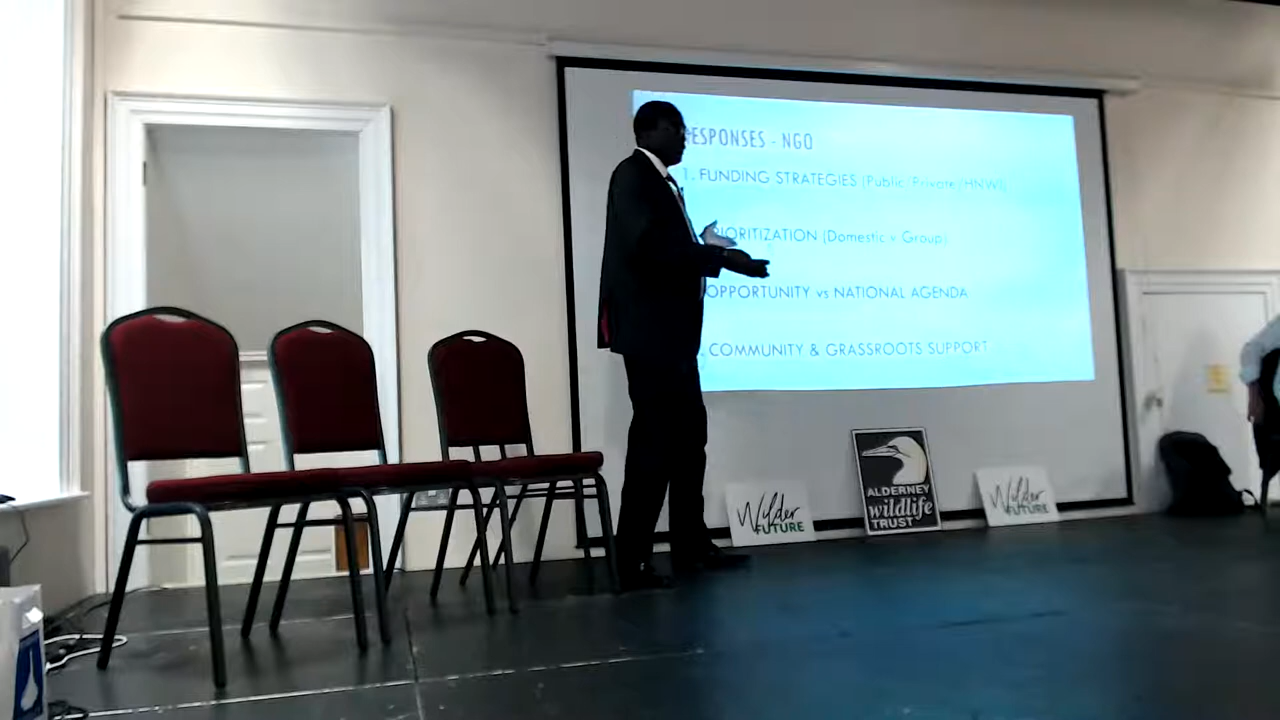 RESPONSES - NGO
1. FUNDING STRATEGIES (Public/Private/HNWI)
PRIORITIZATION (Domestic v Group)
OPPORTUNITY vs NATIONAL AGENDA
. COMMUNITY & GRASSROOTS SUPPORT
Wilder
FUTURE
ALDERNEY
wildlife
TRUST
Wilder
FUTURE